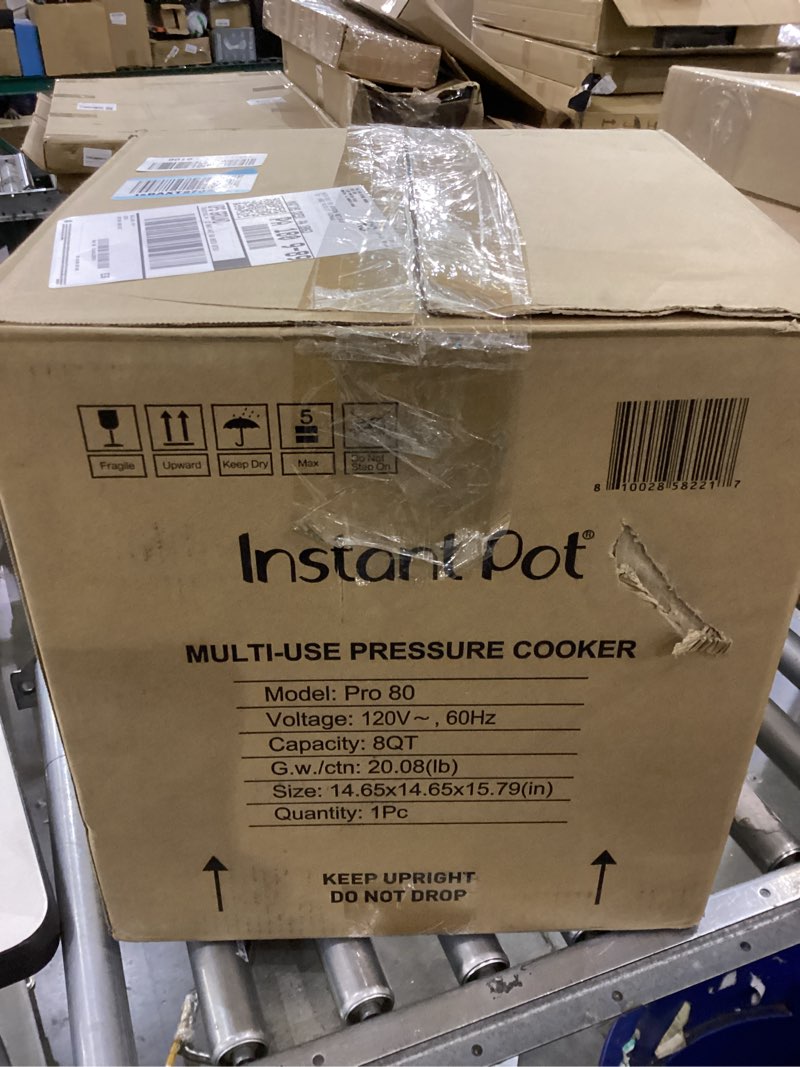 Fragile
Upward
Keep Dry
5
Max
Do Not
Step On
8 10028 58221 7
Instant Pot®
MULTI-USE PRESSURE COOKER
Model: Pro 80
Voltage: 120V~, 60Hz
Capacity: 8QT
G.w./ctn: 20.08(lb)
Size: 14.65x14.65x15.79(in)
Quantity: 1Pc
KEEP UPRIGHT
DO NOT DROP